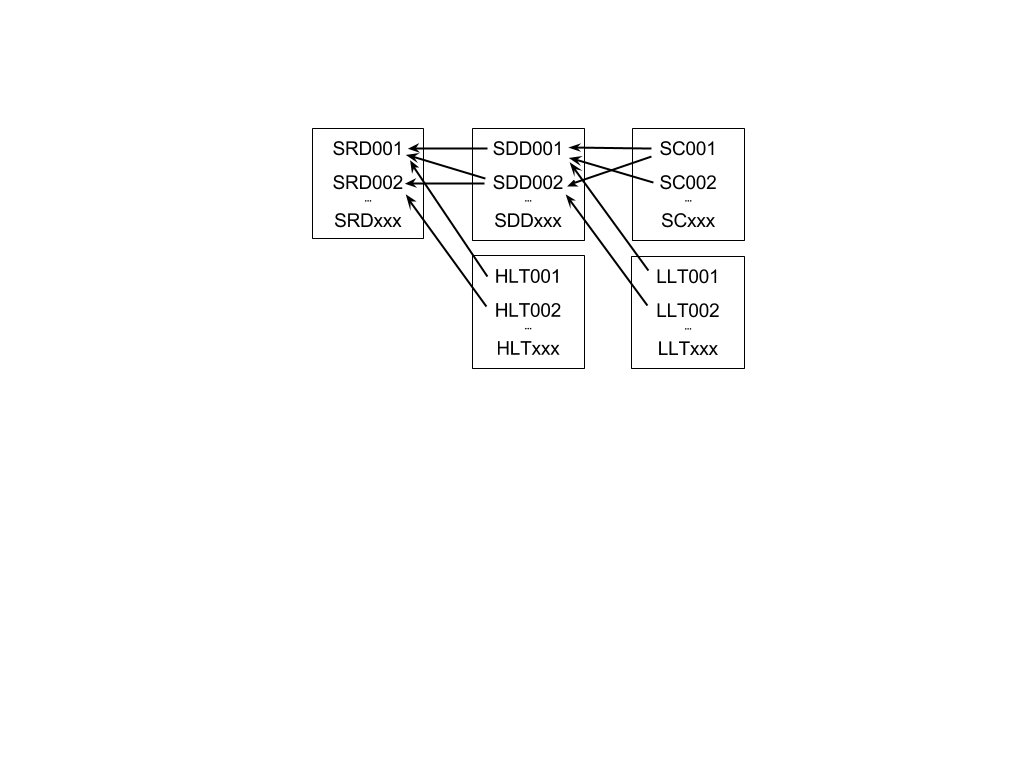 SRD001
SRD002
...
SRDxxx
SDD001
SDD002
...
SDDxxx
SC001
SC002
...
SCxxx
HLT001
HLT002
...
HLTxxx
LLT001
LLT002
...
LLTxxx